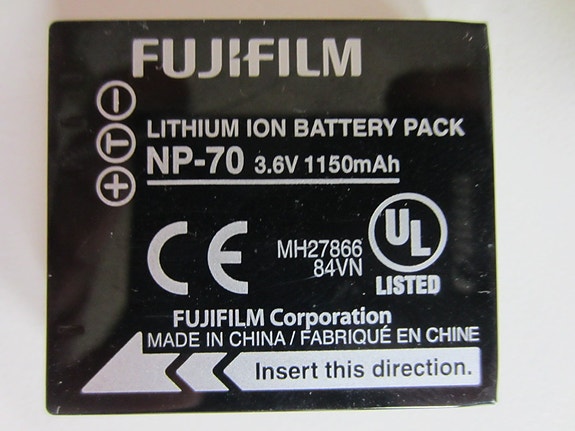 FUJIFILM
LITHIUM ION BATTERY PACK
NP-70 3.6V 1150mAh
− T +
CE
MH27866
84VN
UL
LISTED
FUJIFILM Corporation
MADE IN CHINA / FABRIQUÉ EN CHINE
Insert this direction.